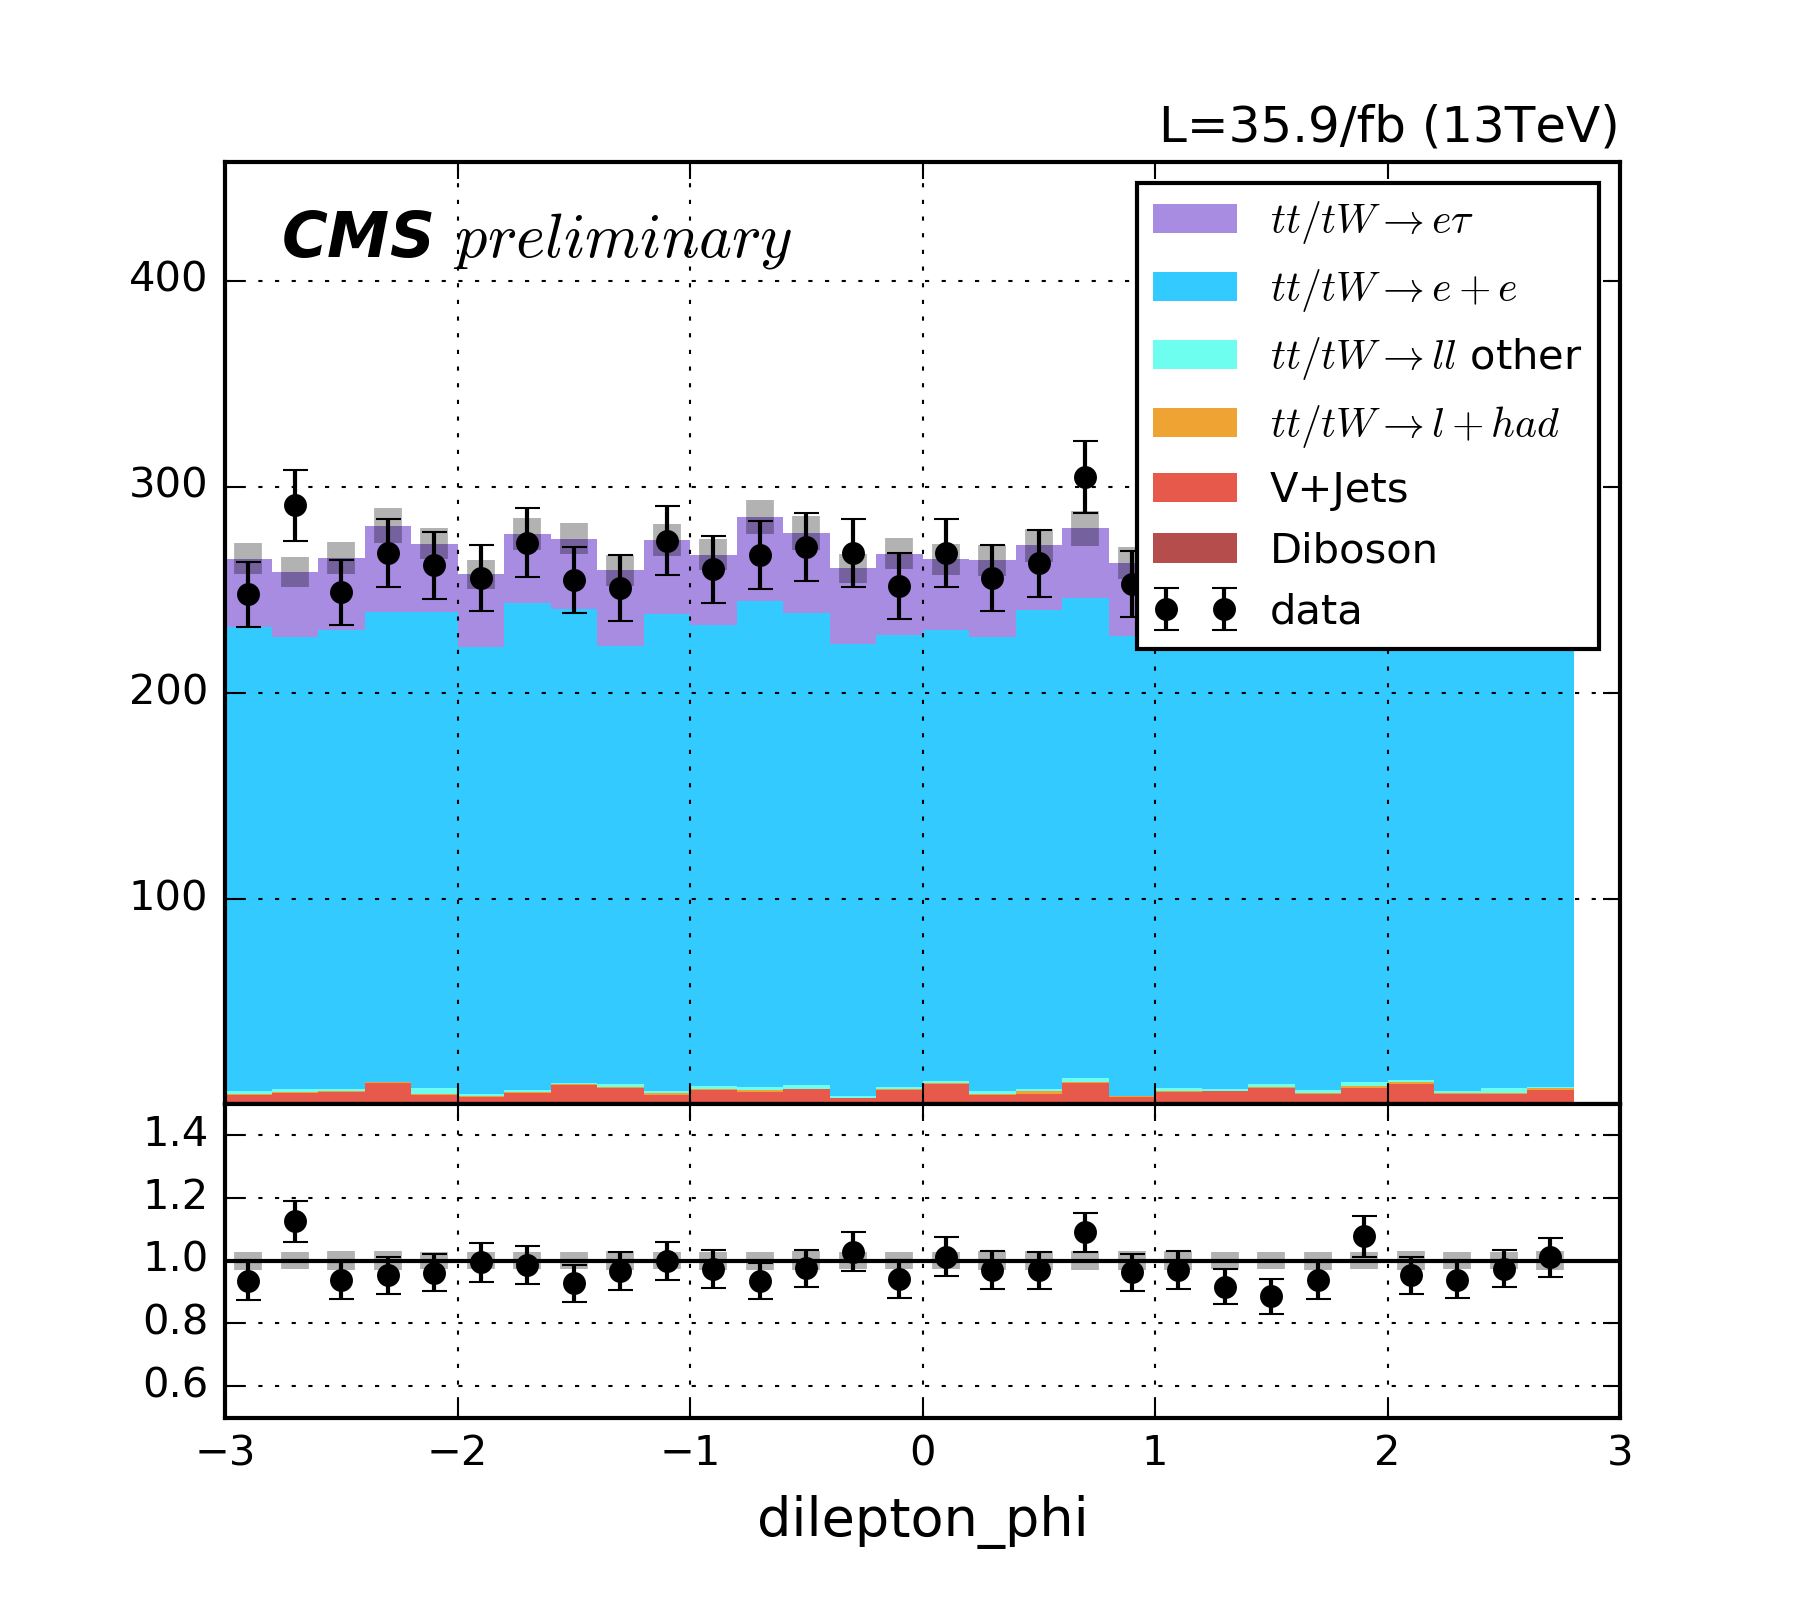 L=35.9/fb (13TeV)
CMS preliminary
tt/tW → eτ
tt/tW → e + e
tt/tW → ll other
tt/tW → l + had
V+Jets
Diboson
data
400
300
200
100
1.4
1.2
1.0
0.8
0.6
−3 −2 −1 0 1 2 3
dilepton_phi